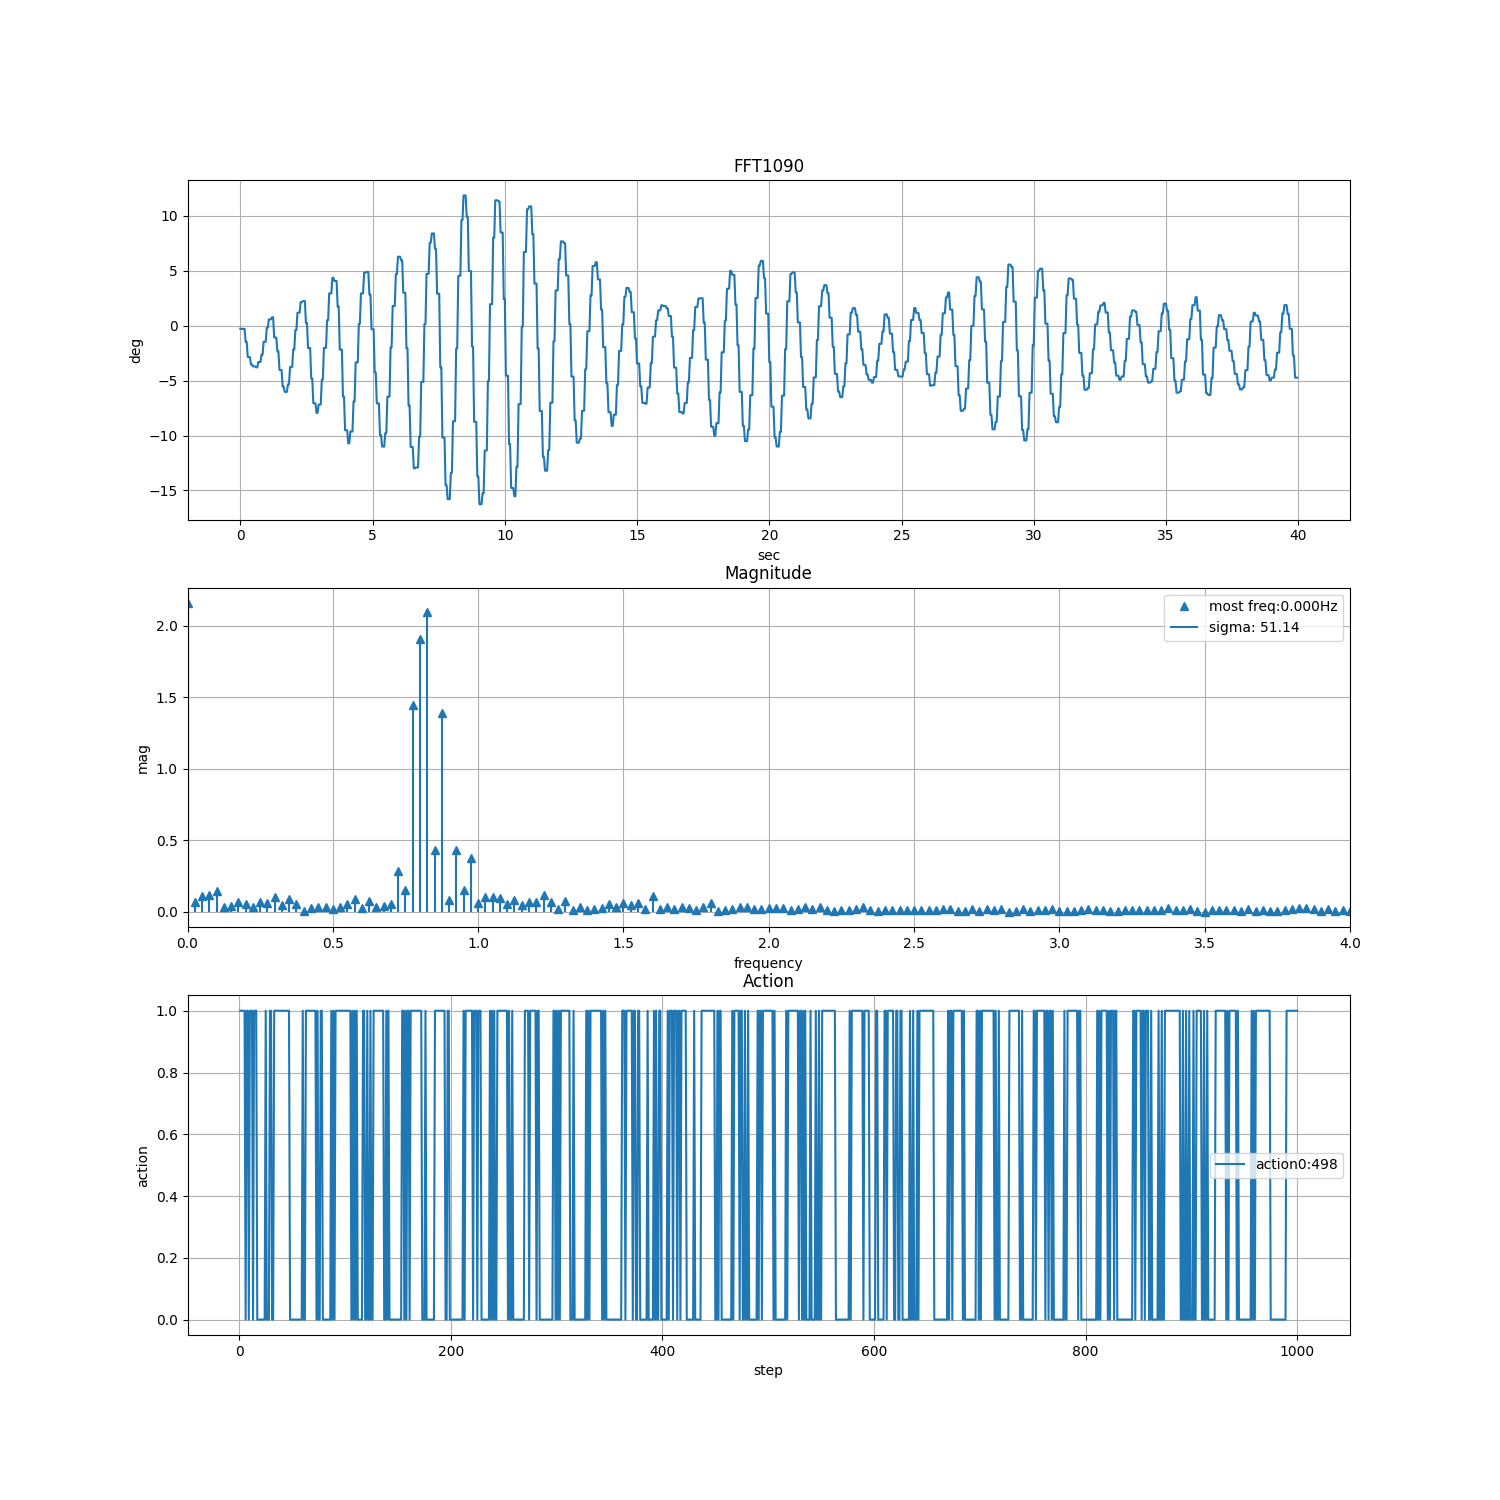 FFT1090
10
5
0
−5
−10
−15
deg
0 5 10 15 20 25 30 35 40
sec
Magnitude
most freq:0.000Hz
sigma: 51.14
2.0
1.5
1.0
0.5
0.0
mag
0.0 0.5 1.0 1.5 2.0 2.5 3.0 3.5 4.0
frequency
Action
1.0
0.8
0.6
0.4
0.2
0.0
action
action0:498
0 200 400 600 800 1000
step